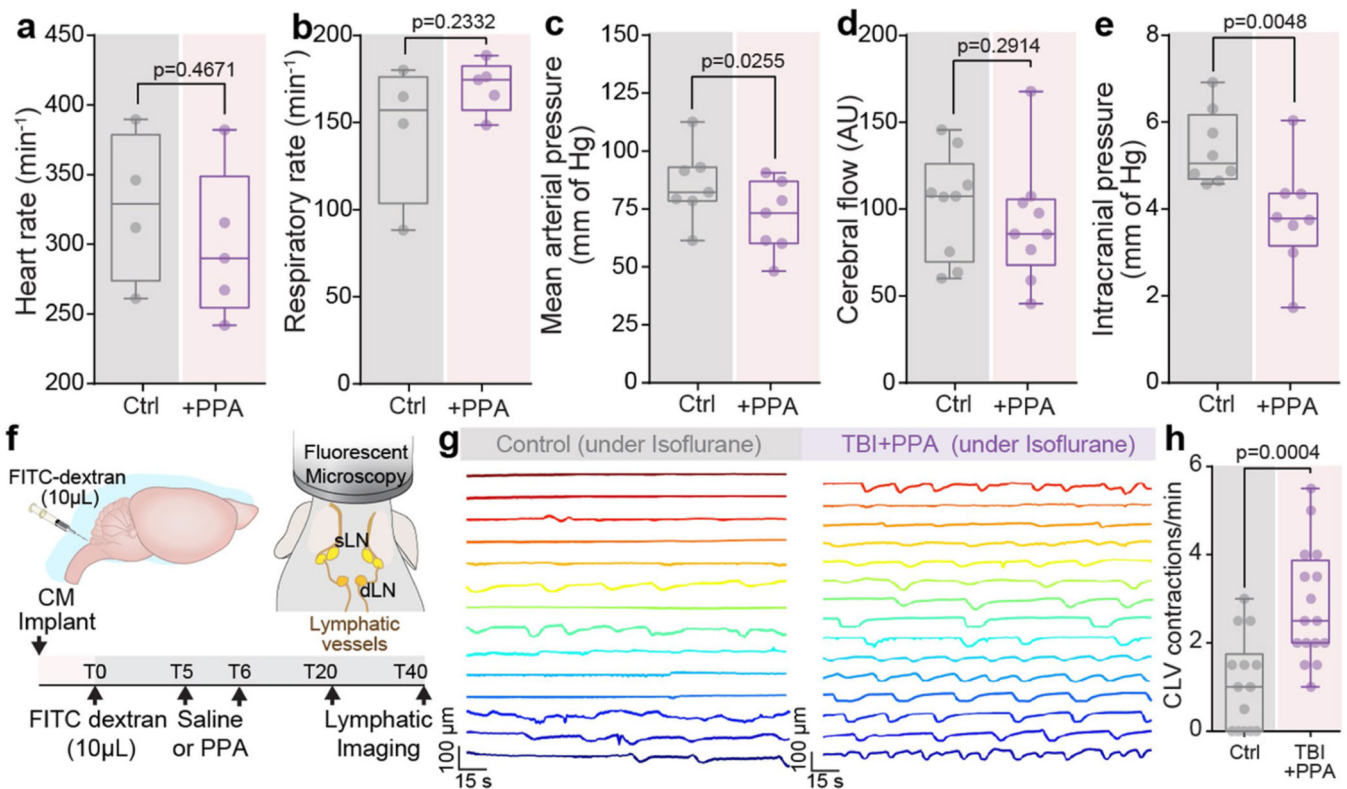 a
p=0.4671
Heart rate (min⁻¹)
450
400
350
300
250
200
Ctrl
+PPA
b
p=0.2332
Respiratory rate (min⁻¹)
200
150
100
50
0
Ctrl
+PPA
c
p=0.0255
Mean arterial pressure
(mm of Hg)
150
125
100
75
50
25
0
Ctrl
+PPA
d
p=0.2914
Cerebral flow (AU)
200
150
100
50
0
Ctrl
+PPA
e
p=0.0048
Intracranial pressure
(mm of Hg)
8
6
4
2
0
Ctrl
+PPA
f
FITC-dextran
(10µL)
Fluorescent
Microscopy
sLN
dLN
Lymphatic
vessels
CM
Implant
T0
T5
T6
T20
T40
FITC dextran
(10µL)
Saline
or PPA
Lymphatic
Imaging
g
Control (under Isoflurane)
TBI+PPA (under Isoflurane)
100 µm
15 s
100 µm
15 s
h
p=0.0004
CLV contractions/min
6
4
2
0
Ctrl
TBI
+PPA